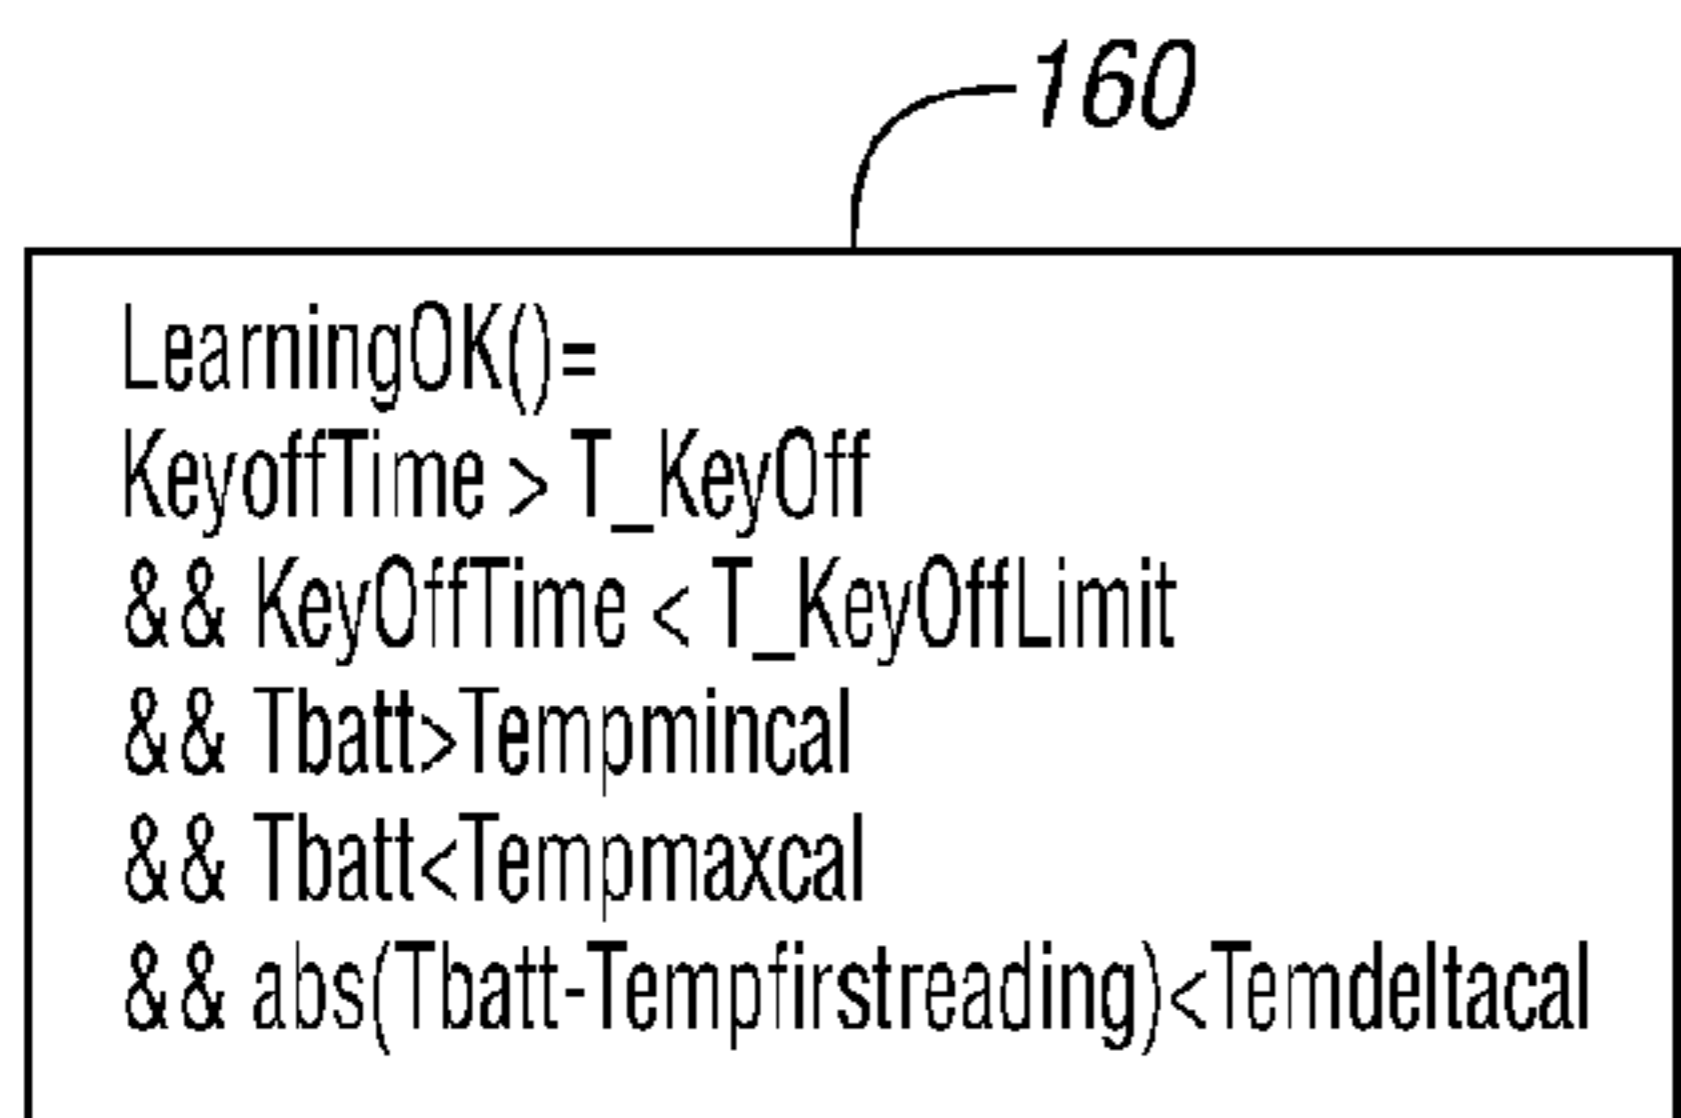 160
LearningOK()=
KeyoffTime > T_KeyOff
&& KeyOffTime < T_KeyOffLimit
&& Tbatt>Tempmincal
&& Tbatt<Tempmaxcal
&& abs(Tbatt-Tempfirstreading)<Temdeltacal